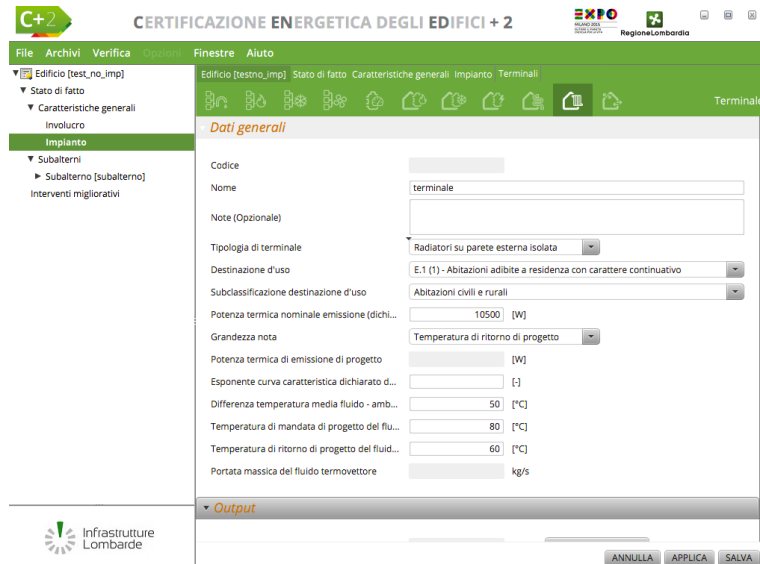 C+2 CERTIFICAZIONE ENERGETICA DEGLI EDIFICI + 2 EXPO
MILANO 2015
RegioneLombardia
File Archivi Verifica Opzioni Finestre Aiuto
Edificio [test_no_imp]
Stato di fatto
Caratteristiche generali
Involucro
Impianto
Subalterni
Subalterno [subalterno]
Interventi migliorativi
Edificio [testno_imp] Stato di fatto Caratteristiche generali Impianto Terminali
Terminale
Dati generali
Codice
Nome terminale
Note (Opzionale)
Tipologia di terminale Radiatori su parete esterna isolata
Destinazione d'uso E.1 (1) - Abitazioni adibite a residenza con carattere continuativo
Subclassificazione destinazione d'uso Abitazioni civili e rurali
Potenza termica nominale emissione (dichi... 10500 [W]
Grandezza nota Temperatura di ritorno di progetto
Potenza termica di emissione di progetto [W]
Esponente curva caratteristica dichiarato d... [-]
Differenza temperatura media fluido - amb... 50 [°C]
Temperatura di mandata di progetto del flu... 80 [°C]
Temperatura di ritorno di progetto del fluid... 60 [°C]
Portata massica del fluido termovettore kg/s
Output
Infrastrutture
Lombarde
ANNULLA APPLICA SALVA